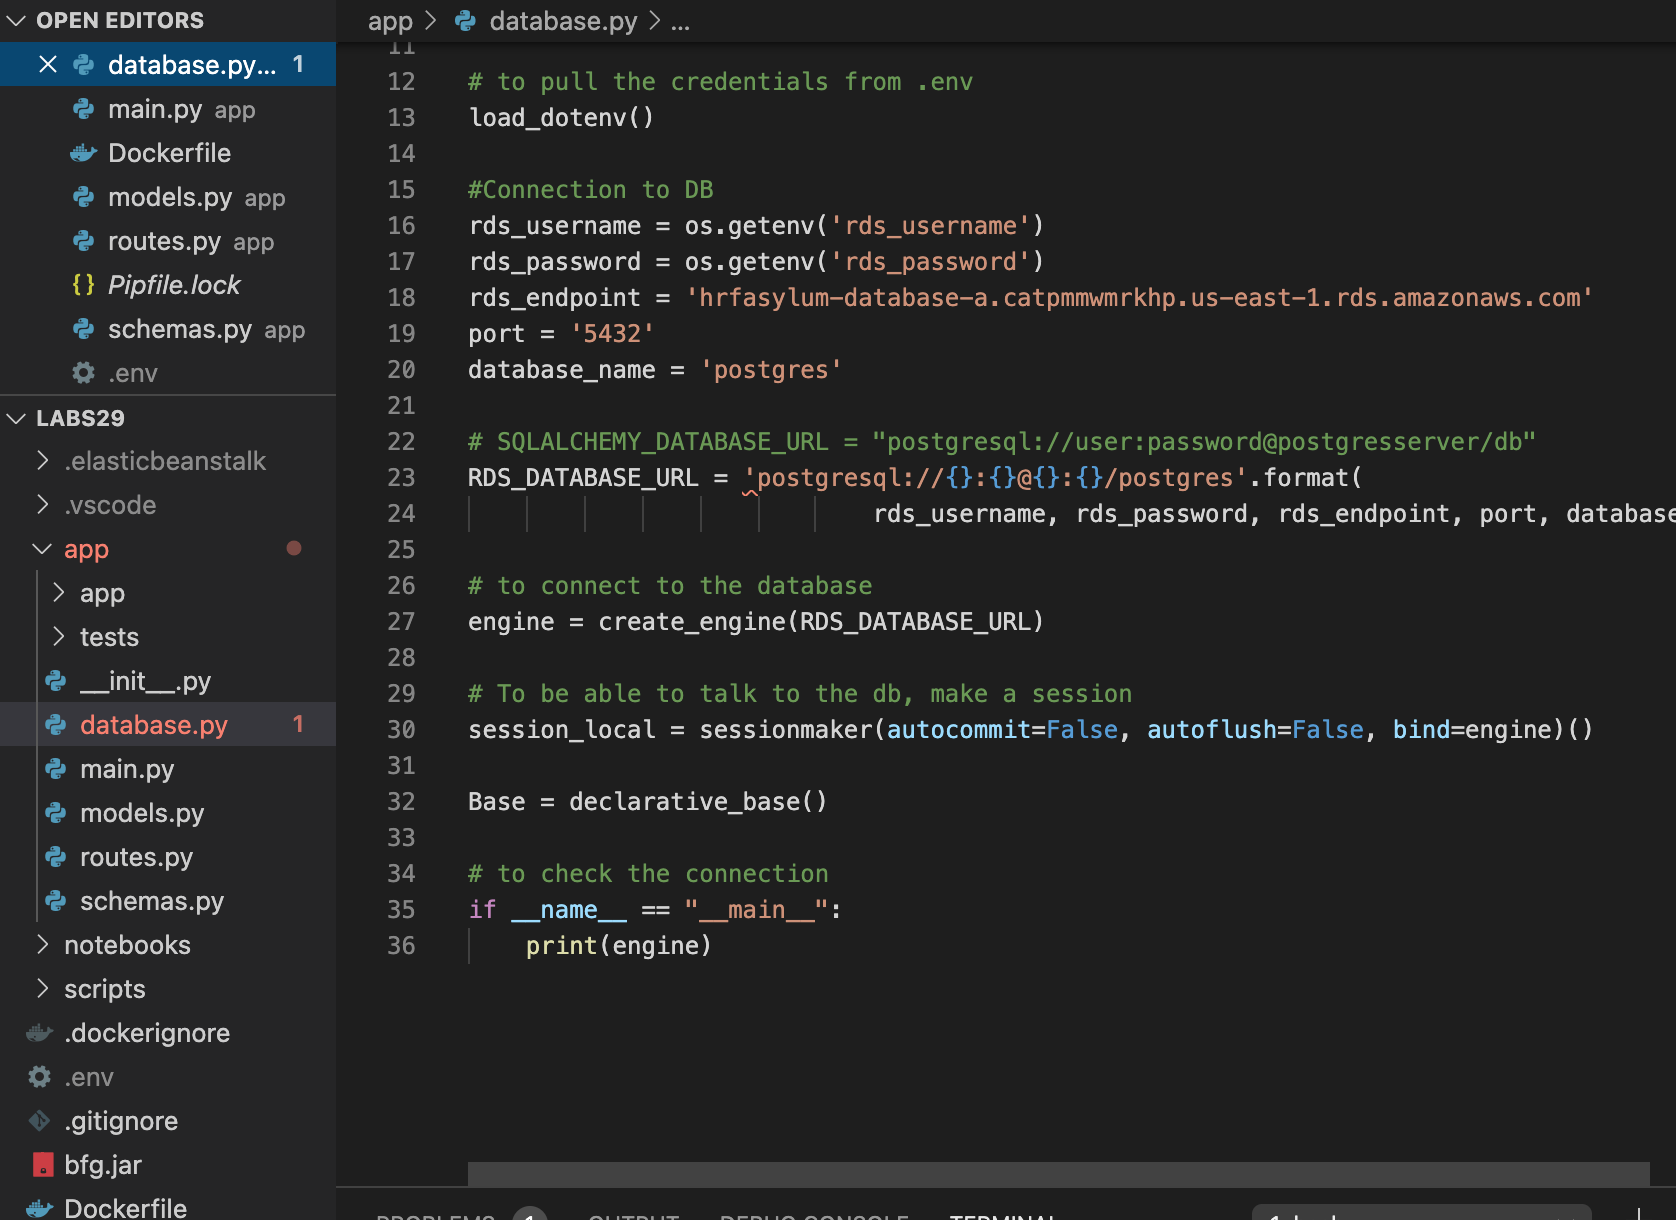 OPEN EDITORS
database.py... 1
main.py app
Dockerfile
models.py app
routes.py app
{} Pipfile.lock
schemas.py app
.env
LABS29
.elasticbeanstalk
.vscode
app
app
tests
__init__.py
database.py 1
main.py
models.py
routes.py
schemas.py
notebooks
scripts
.dockerignore
.env
.gitignore
bfg.jar
Dockerfile
app > database.py > ...
11
12 # to pull the credentials from .env
13 load_dotenv()
14
15 #Connection to DB
16 rds_username = os.getenv('rds_username')
17 rds_password = os.getenv('rds_password')
18 rds_endpoint = 'hrfasylum-database-a.catpmmwmrkhp.us-east-1.rds.amazonaws.com'
19 port = '5432'
20 database_name = 'postgres'
21
22 # SQLALCHEMY_DATABASE_URL = "postgresql://user:password@postgresserver/db"
23 RDS_DATABASE_URL = 'postgresql://{}:{}@{}:{}/postgres'.format(
24 rds_username, rds_password, rds_endpoint, port, database
25
26 # to connect to the database
27 engine = create_engine(RDS_DATABASE_URL)
28
29 # To be able to talk to the db, make a session
30 session_local = sessionmaker(autocommit=False, autoflush=False, bind=engine)()
31
32 Base = declarative_base()
33
34 # to check the connection
35 if __name__ == "__main__":
36 print(engine)
PROBLEMS 1 OUTPUT DEBUG CONSOLE TERMINAL